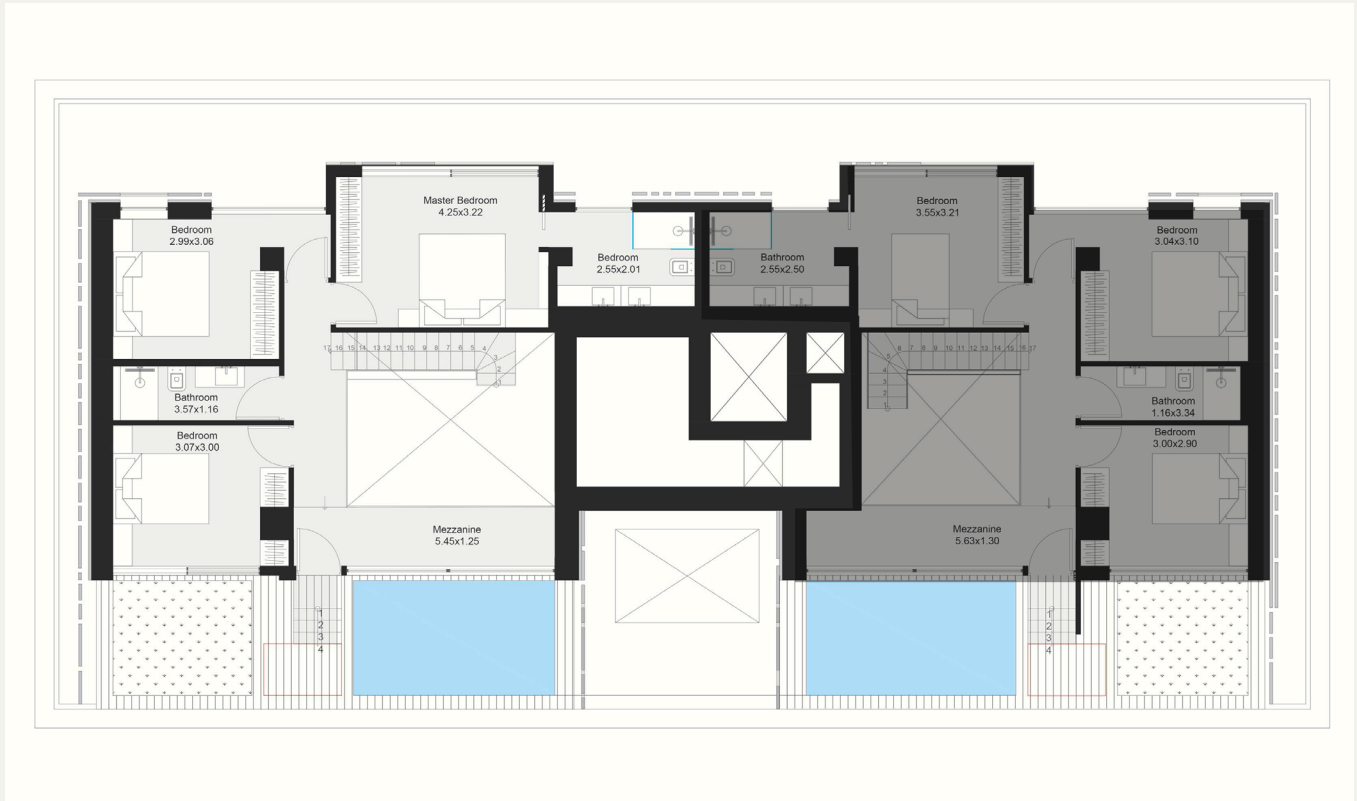 Master Bedroom
4.25x3.22
Bedroom
3.55x3.21
Bedroom
2.99x3.06
Bedroom
3.04x3.10
Bedroom
2.55x2.01
Bathroom
2.55x2.50
17 16 15 14 13 12 11 10 9 8 7 6 5 4
3
2
1
6 7 8 9 10 11 12 13 14 15 16 17
5
4
3
2
1
Bathroom
3.57x1.16
Bathroom
1.16x3.34
Bedroom
3.07x3.00
Bedroom
3.00x2.90
Mezzanine
5.45x1.25
Mezzanine
5.63x1.30
1
2
3
4
1
2
3
4